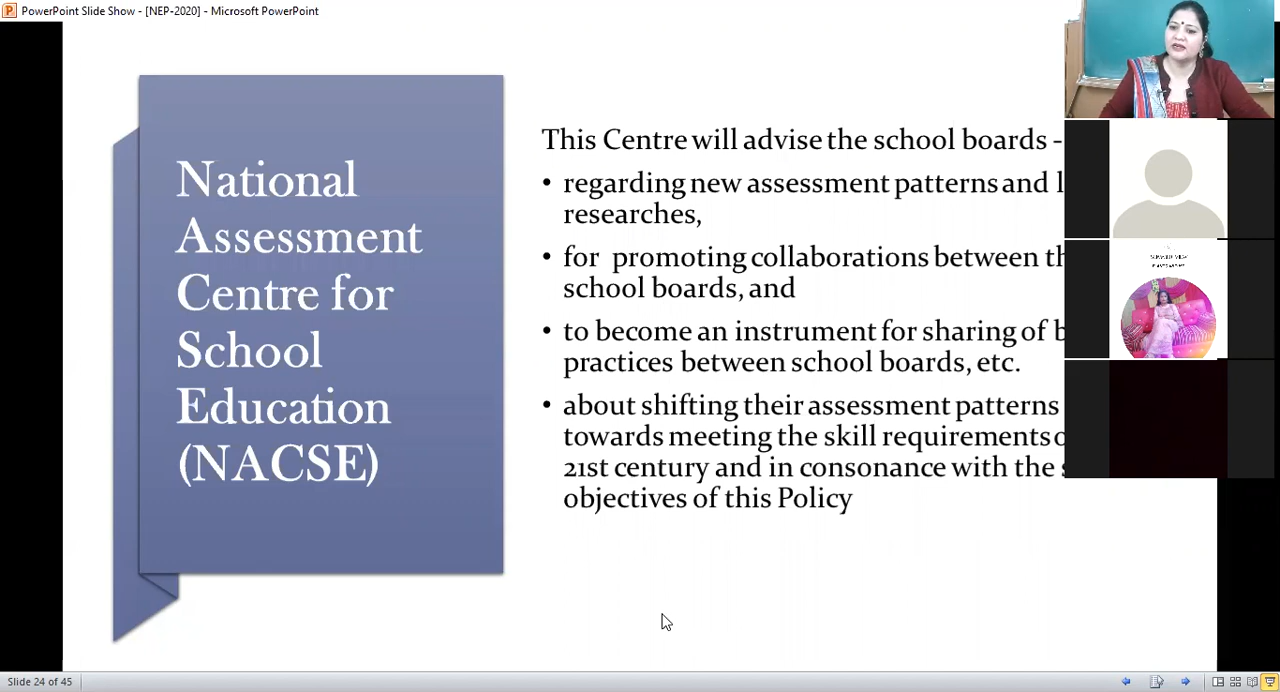 PowerPoint Slide Show - [NEP-2020] - Microsoft PowerPoint
National
Assessment
Centre for
School
Education
(NACSE)
This Centre will advise the school boards -
• regarding new assessment patterns and
researches,
• for promoting collaborations between
school boards, and
• to become an instrument for sharing of
practices between school boards, etc.
• about shifting their assessment patterns
towards meeting the skill requirements
21st century and in consonance with the
objectives of this Policy
Slide 24 of 45